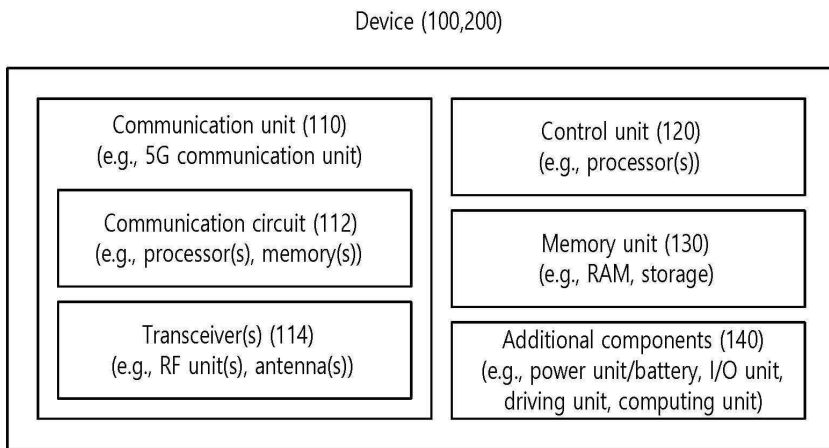 Device (100,200)
Communication unit (110)
(e.g., 5G communication unit)
Communication circuit (112)
(e.g., processor(s), memory(s))
Transceiver(s) (114)
(e.g., RF unit(s), antenna(s))
Control unit (120)
(e.g., processor(s))
Memory unit (130)
(e.g., RAM, storage)
Additional components (140)
(e.g., power unit/battery, I/O unit,
driving unit, computing unit)